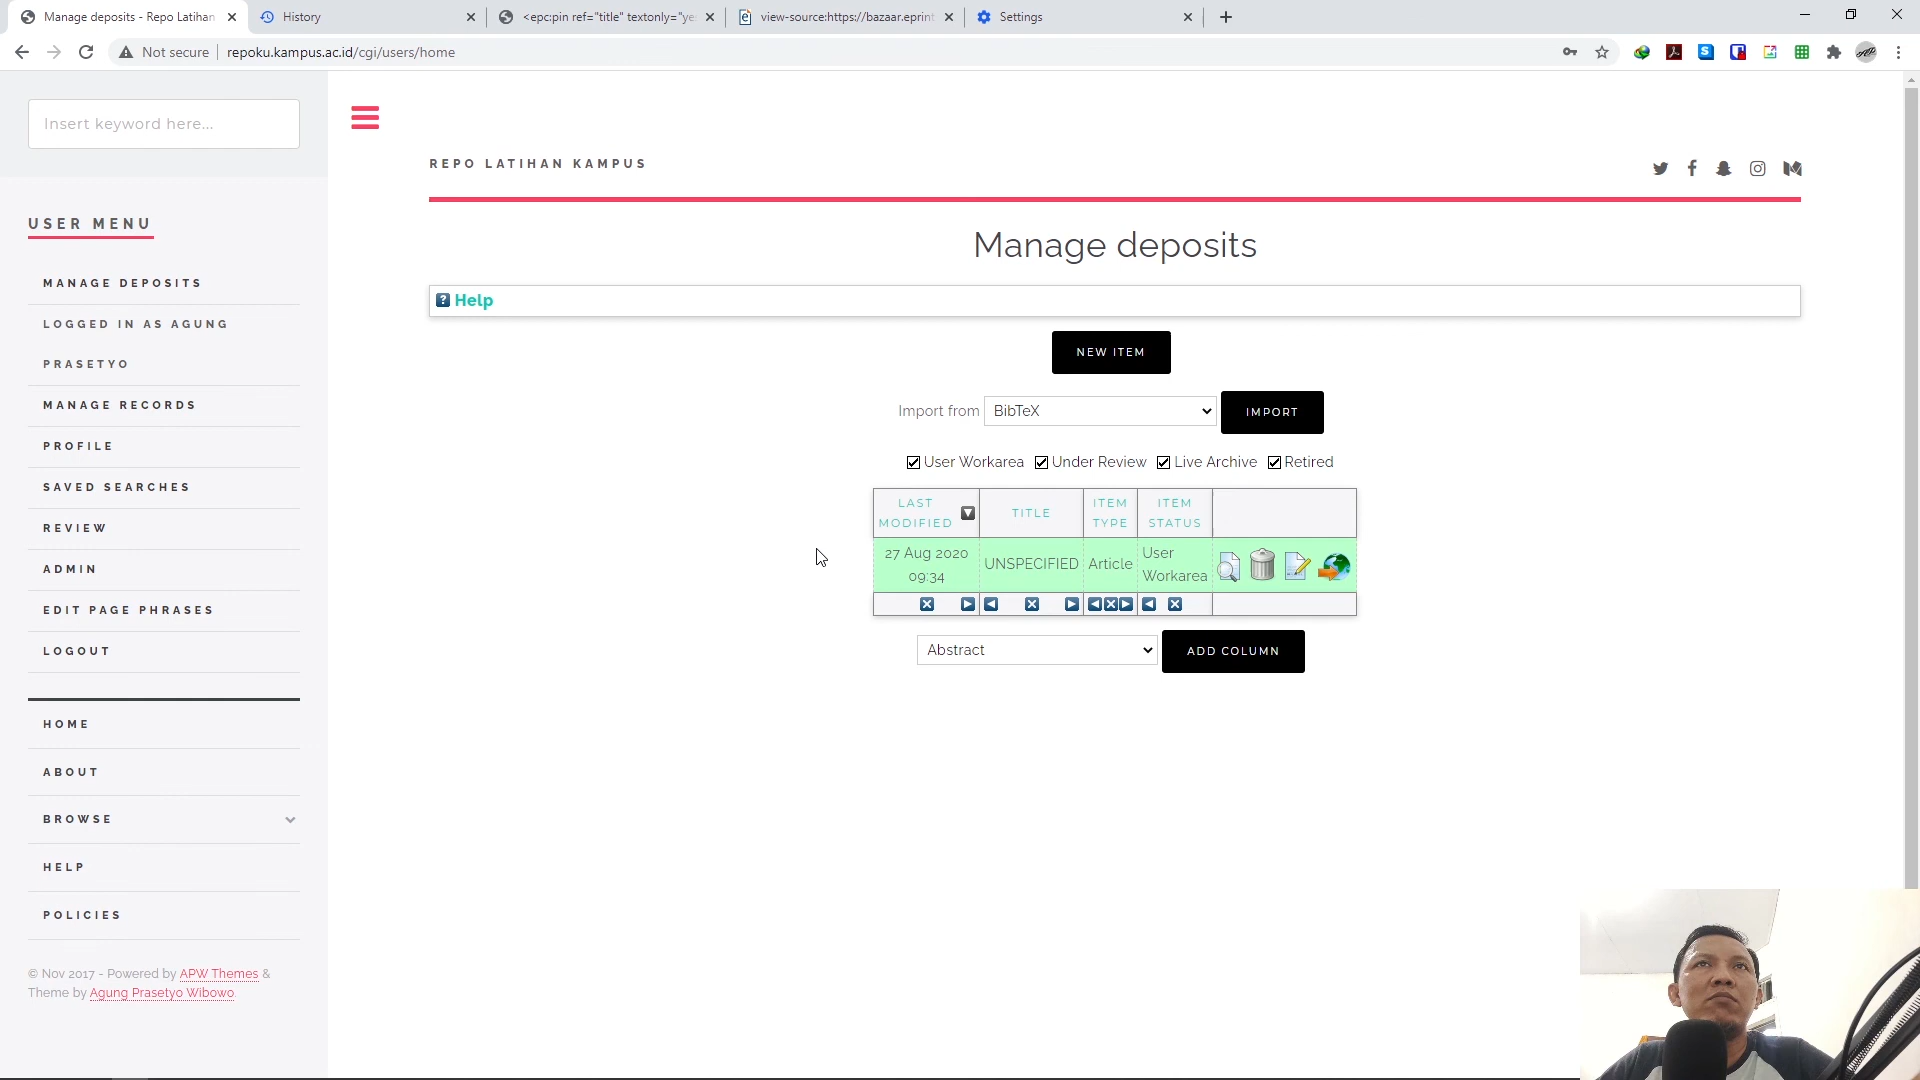 Manage deposits - Repo Latihan
History
<epc:pin ref="title" textonly="ye
view-source:https://bazaar.eprint
Settings
Not secure
repoku.kampus.ac.id/cgi/users/home
Insert keyword here...
USER MENU
MANAGE DEPOSITS
LOGGED IN AS AGUNG
PRASETYO
MANAGE RECORDS
PROFILE
SAVED SEARCHES
REVIEW
ADMIN
EDIT PAGE PHRASES
LOGOUT
HOME
ABOUT
BROWSE
HELP
POLICIES
© Nov 2017 - Powered by APW Themes &
Theme by Agung Prasetyo Wibowo.
REPO LATIHAN KAMPUS
Manage deposits
? Help
NEW ITEM
Import from BibTeX IMPORT
User Workarea Under Review Live Archive Retired
LAST MODIFIED
TITLE
ITEM TYPE
ITEM STATUS
27 Aug 2020
09:34
UNSPECIFIED
Article
User
Workarea
Abstract ADD COLUMN